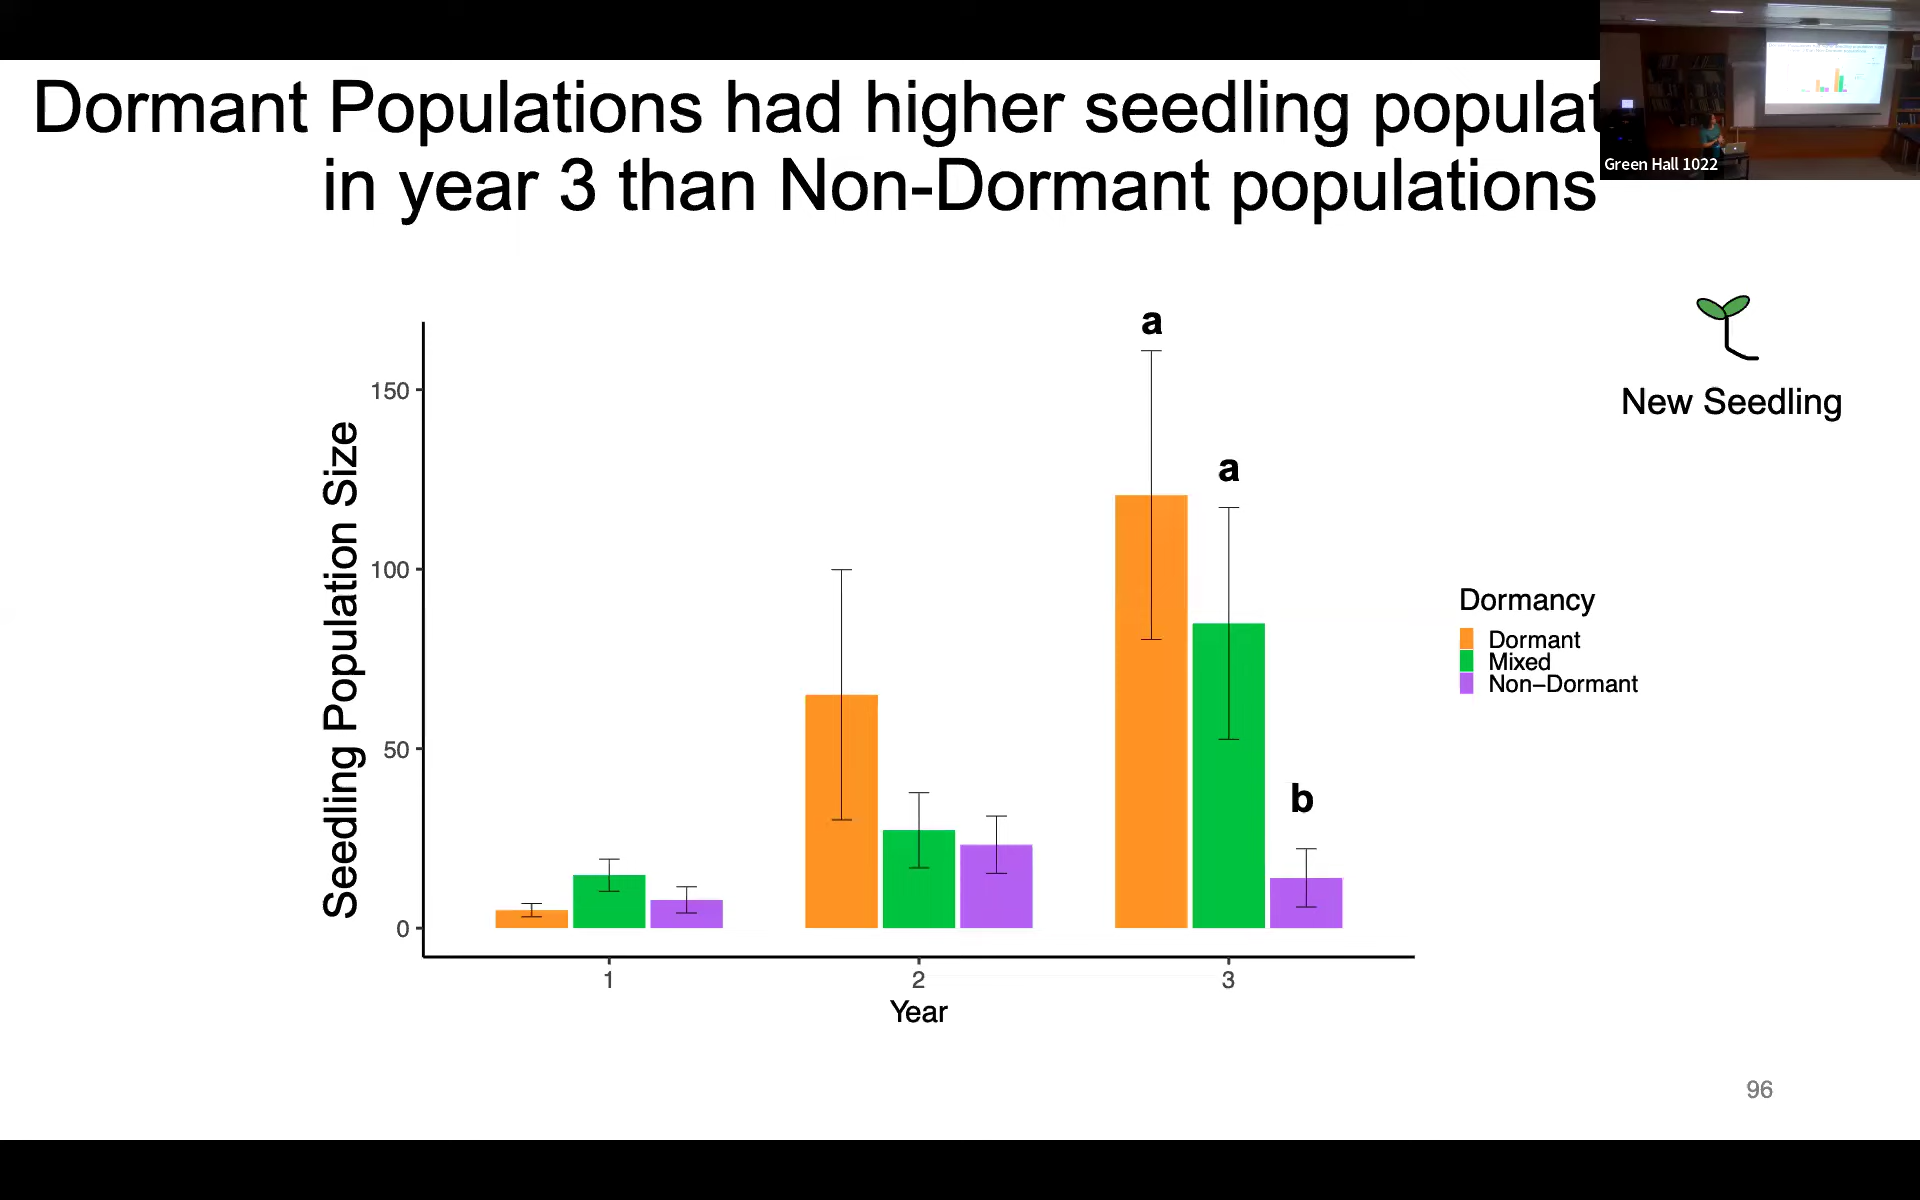 Dormant Populations had higher seedling populat
in year 3 than Non-Dormant populations
Green Hall 1022
New Seedling
a
a
b
Seedling Population Size
150
100
50
0
1
2
3
Year
Dormancy
Dormant
Mixed
Non-Dormant
96